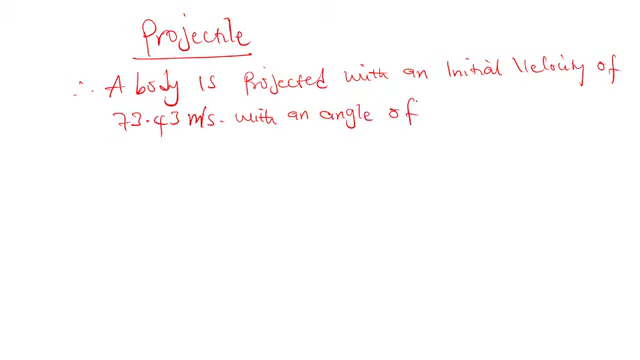 Projectile
∴ A body is Projected with an Initial Velocity of
73.43 m/s. with an angle of